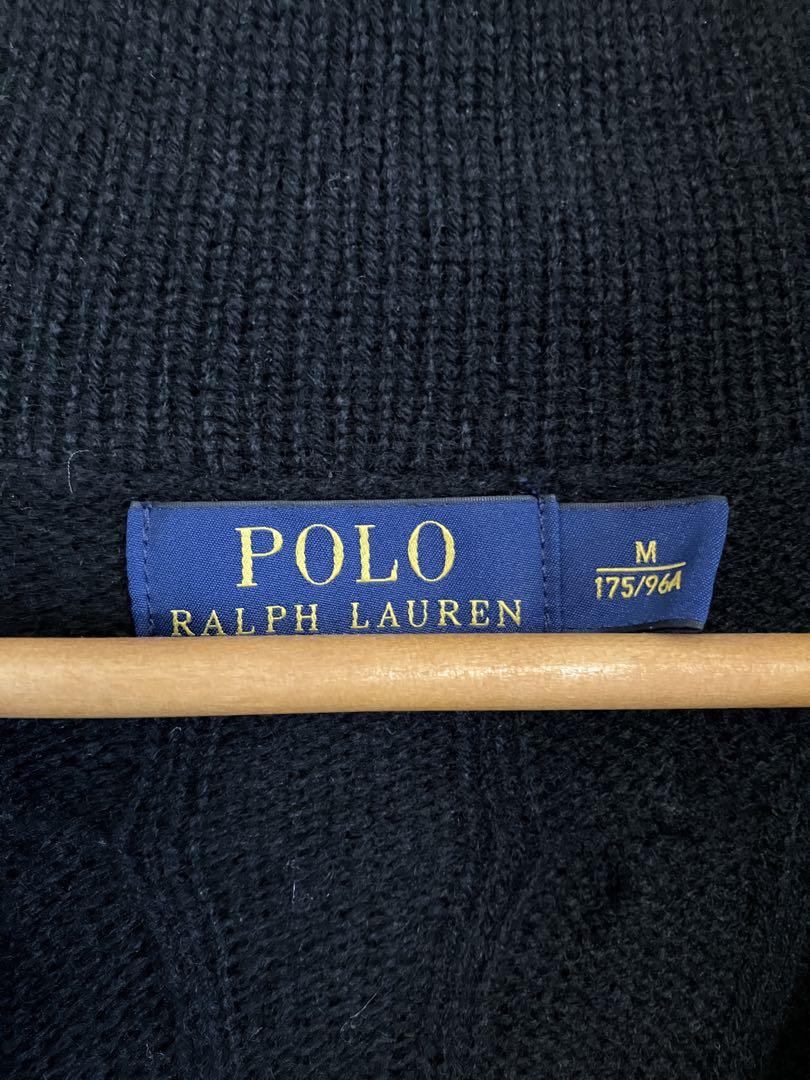 POLO
RALPH LAUREN
M
175/96A